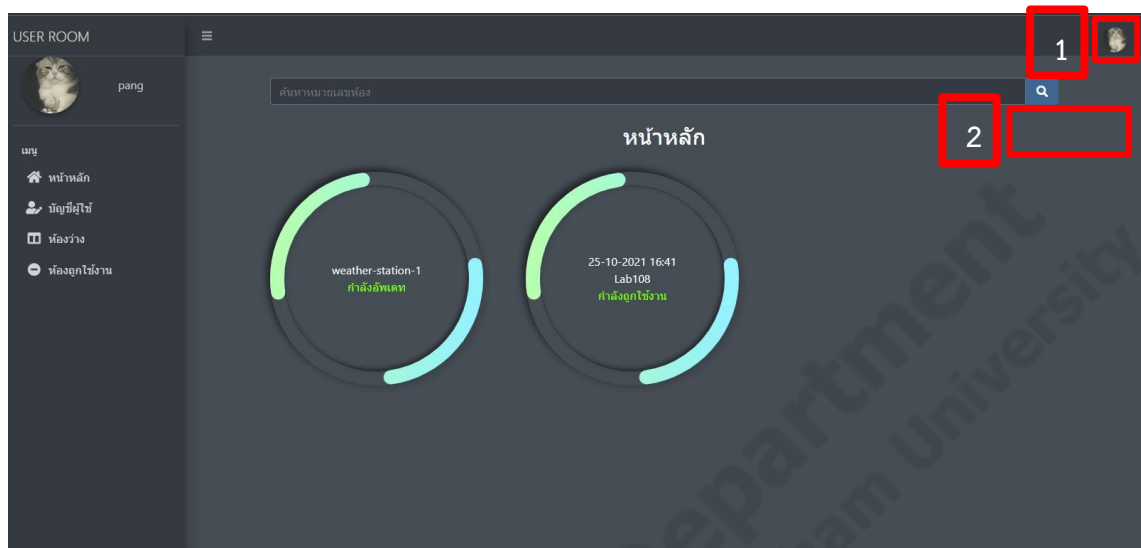 USER ROOM
1
pang
ค้นหาหมายเลขห้อง
2
หน้าหลัก
เมนู
หน้าหลัก
บัญชีผู้ใช้
ห้องว่าง
ห้องถูกใช้งาน
weather-station-1
กำลังอัพเดท
25-10-2021 16:41
Lab108
กำลังถูกใช้งาน
epartment
am University